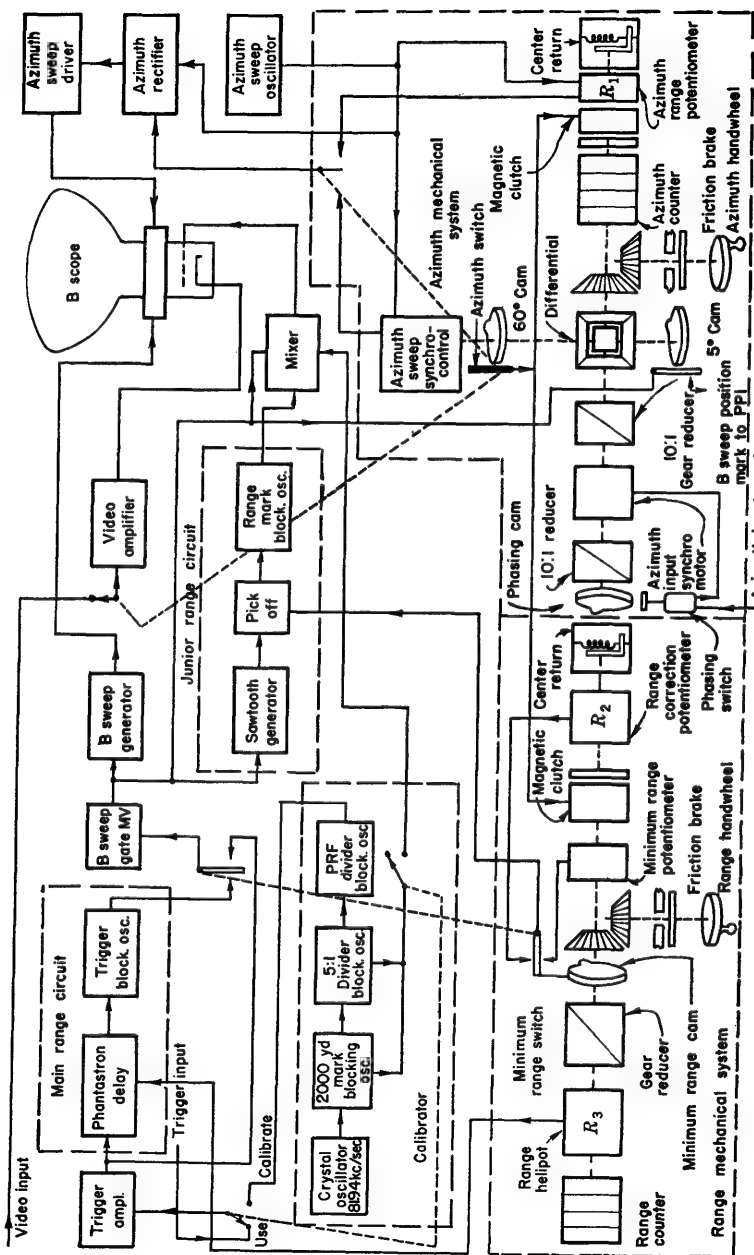 Video input
Trigger
ampl.
Main range circuit
Phantastron
delay
Trigger
block. osc.
Trigger input
Use
Calibrate
B sweep
gate MV
B sweep
generator
Video
amplifier
B scope
Azimuth
sweep
driver
Azimuth
rectifier
Azimuth
sweep
oscillator
Junior range circuit
Sawtooth
generator
Pick
off
Range
mark
block. osc.
Mixer
Crystal
oscillator
8194kc/sec
2000 yd
mark
blocking
osc.
5:1
Divider
block. osc.
PRF
divider
block. osc.
Calibrator
Azimuth
sweep
synchro-
control
Azimuth mechanical
system
Azimuth switch
60° Cam
Magnetic
clutch
Center
return
R1
Azimuth
range
potentiometer
Azimuth
counter
Friction brake
Azimuth handwheel
Differential
5° Cam
10:1
Gear reducer
B sweep position
mark to PPI
10:1 reducer
Azimuth
input
synchro
motor
Phasing cam
Phasing
switch
Center
return
R2
Range
correction
potentiometer
Magnetic
clutch
Minimum range
potentiometer
Friction brake
Range handwheel
Minimum range
switch
Gear
reducer
Minimum range cam
Range
helipot
R3
Range
counter
Range mechanical system